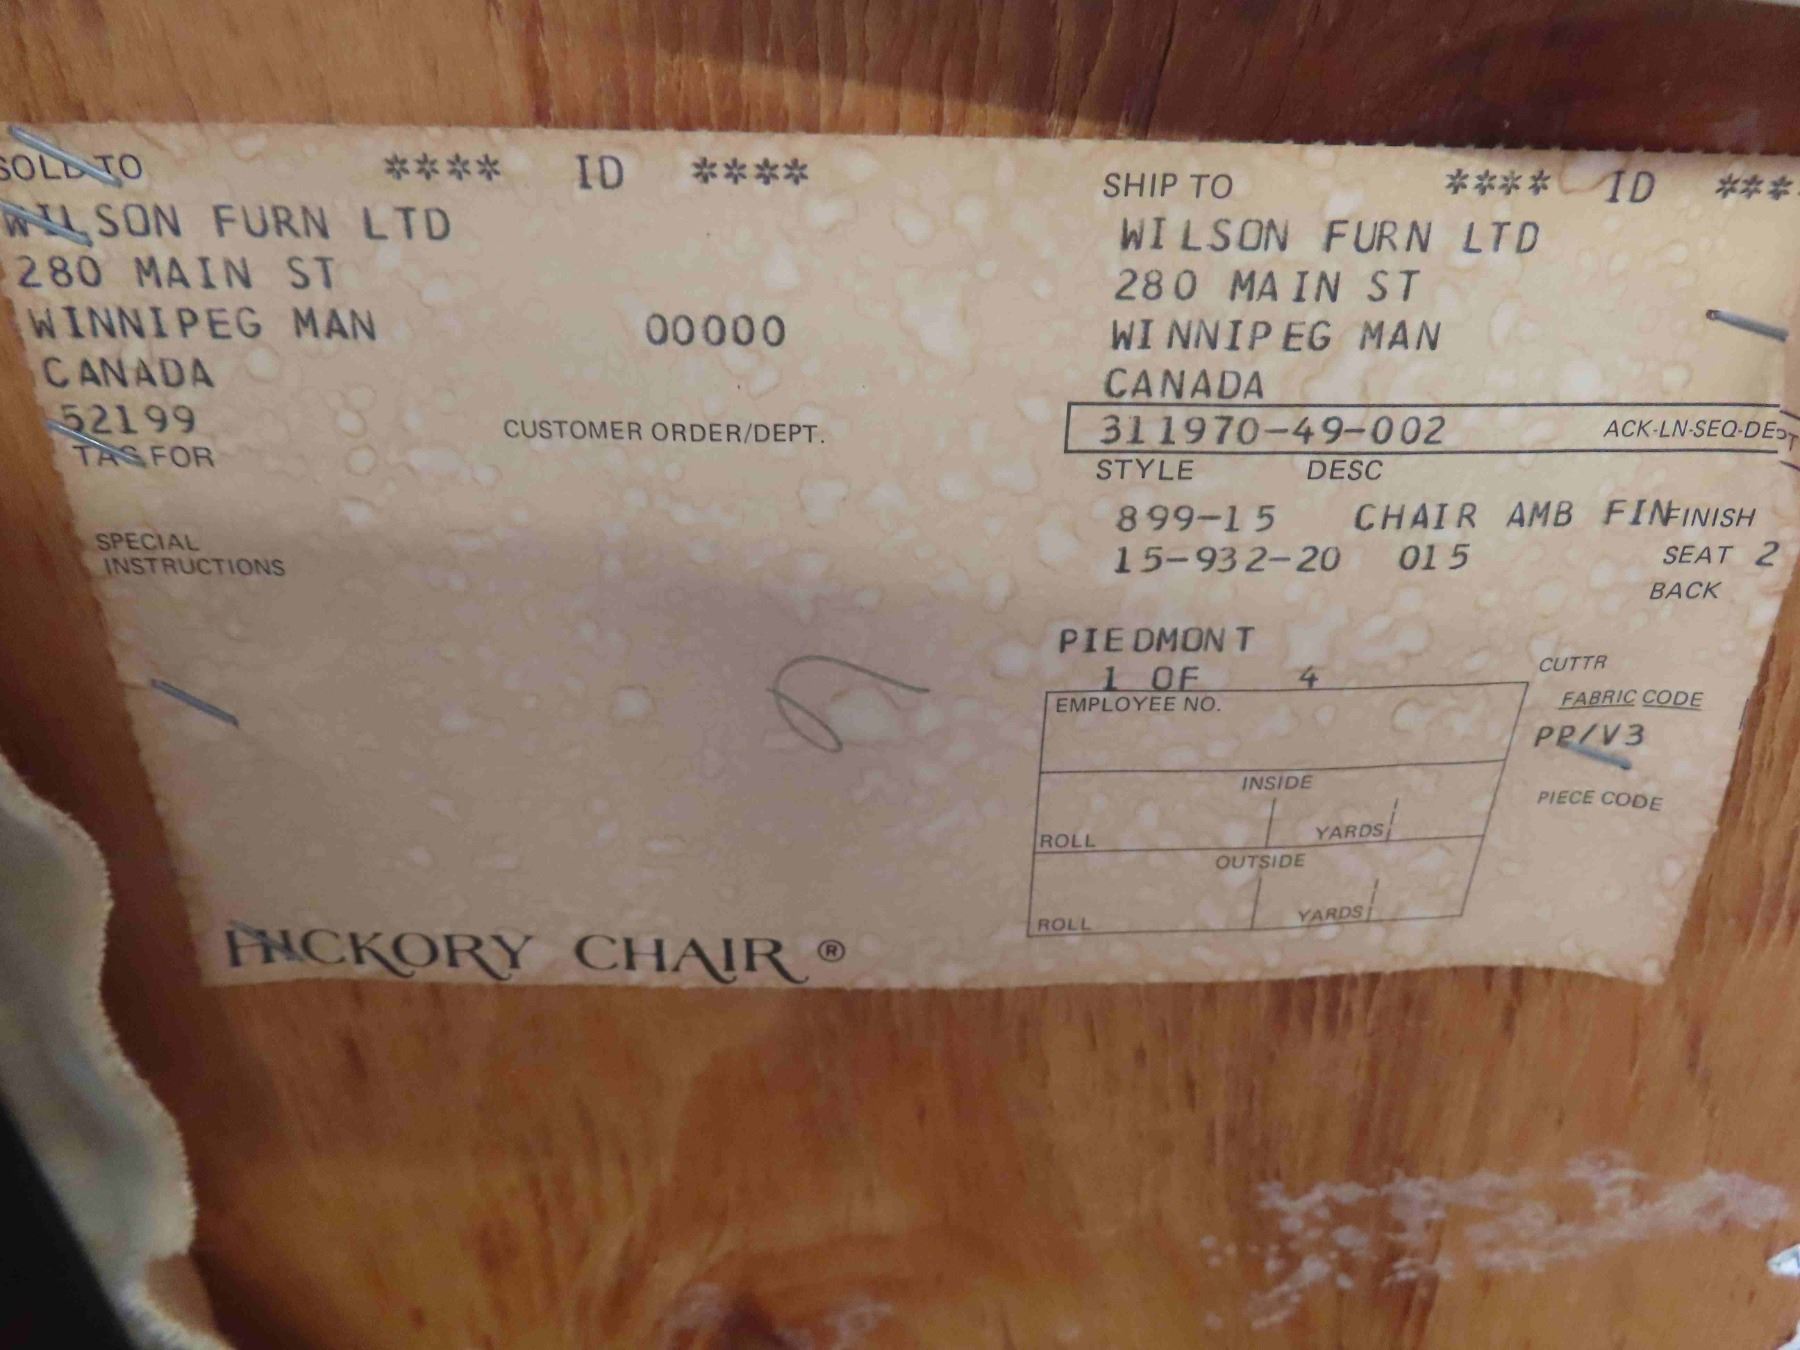 SOLD TO **** ID ****
WILSON FURN LTD
280 MAIN ST
WINNIPEG MAN 00000
CANADA
52199
CUSTOMER ORDER/DEPT.
TAG FOR
SPECIAL
INSTRUCTIONS
HICKORY CHAIR ®
SHIP TO **** ID ***
WILSON FURN LTD
280 MAIN ST
WINNIPEG MAN
CANADA
311970-49-002 ACK-LN-SEQ-DEPT
STYLE DESC
899-15 CHAIR AMB FIN FINISH
15-932-20 015 SEAT 2
BACK
PIEDMONT
1 OF 4
CUTTR
EMPLOYEE NO.
FABRIC CODE
PP/V3
INSIDE
ROLL YARDS
PIECE CODE
OUTSIDE
ROLL YARDS